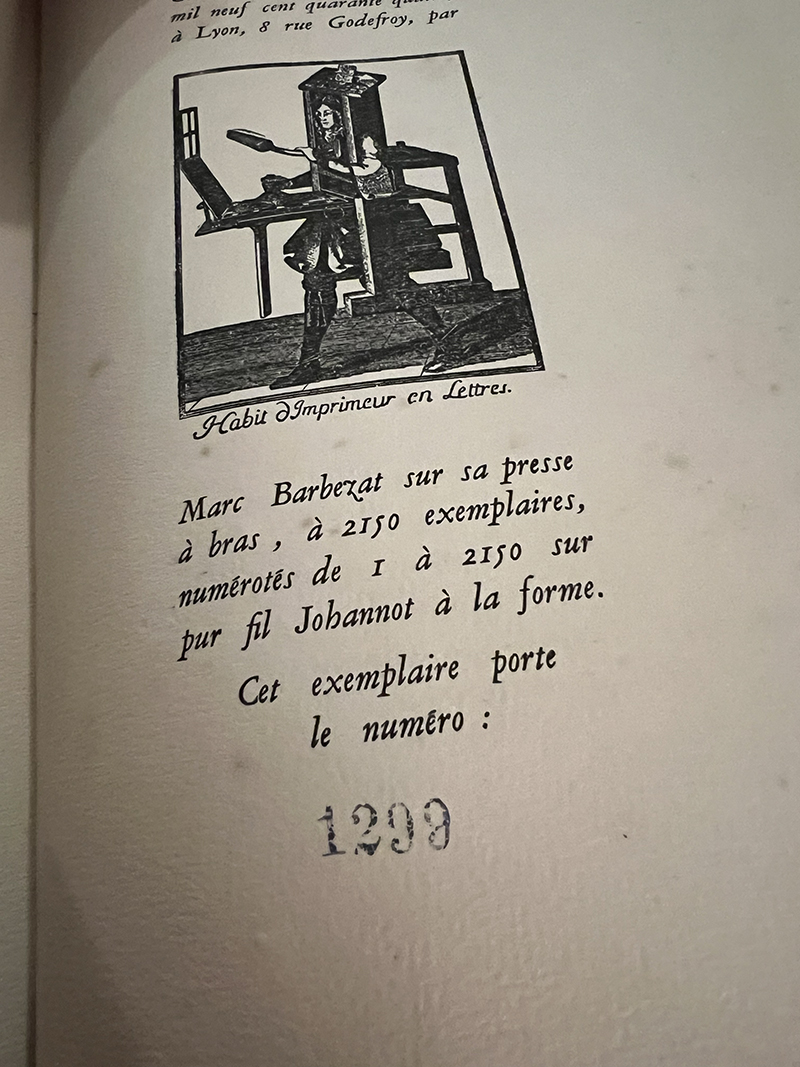 mil neuf cent quarante
à Lyon, 8 rue Godefroy, par
Habit d'Imprimeur en Lettres.
Marc Barbezat sur sa presse
à bras , à 2150 exemplaires,
numérotés de 1 à 2150 sur
pur fil Johannot à la forme.
Cet exemplaire porte
le numéro :
1299